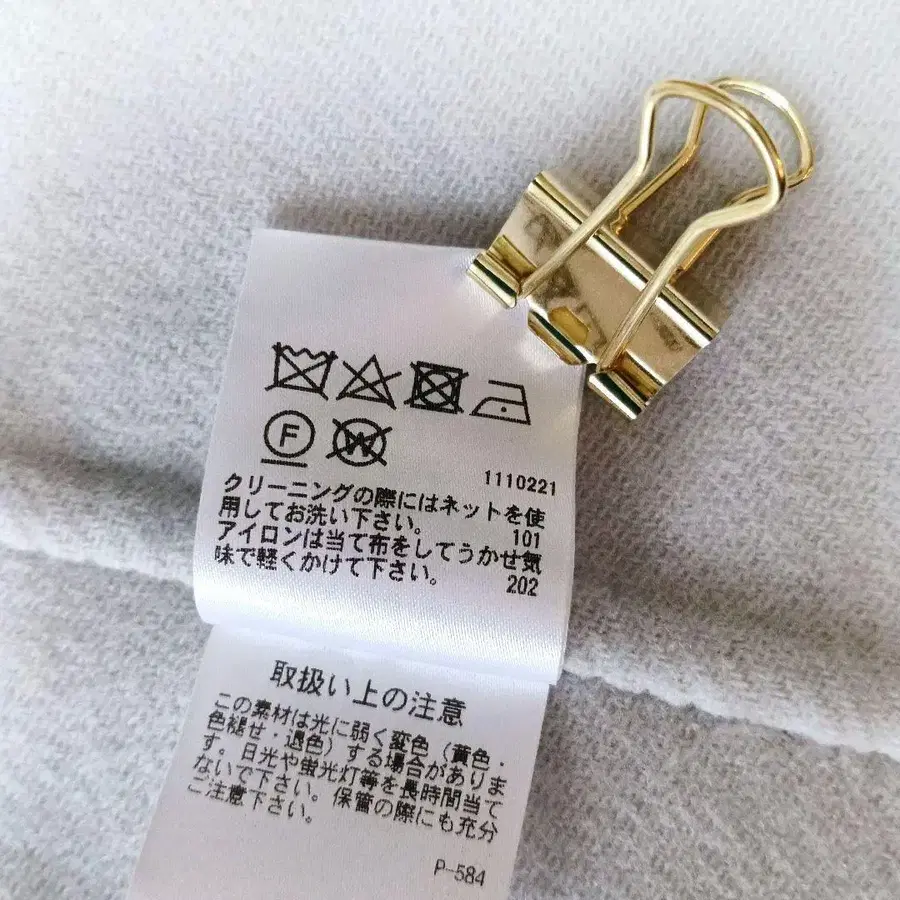 F W
1110221
クリーニングの際にはネットを使
用してお洗い下さい。 101
アイロンは当て布をしてうかせ気
味で軽くかけて下さい。 202
取扱い上の注意
この素材は光に弱く変色（黄色・
色褪せ・退色）する場合がありま
す。日光や蛍光灯等を長時間当て
ないで下さい。保管の際にも充分
ご注意下さい。
P-584